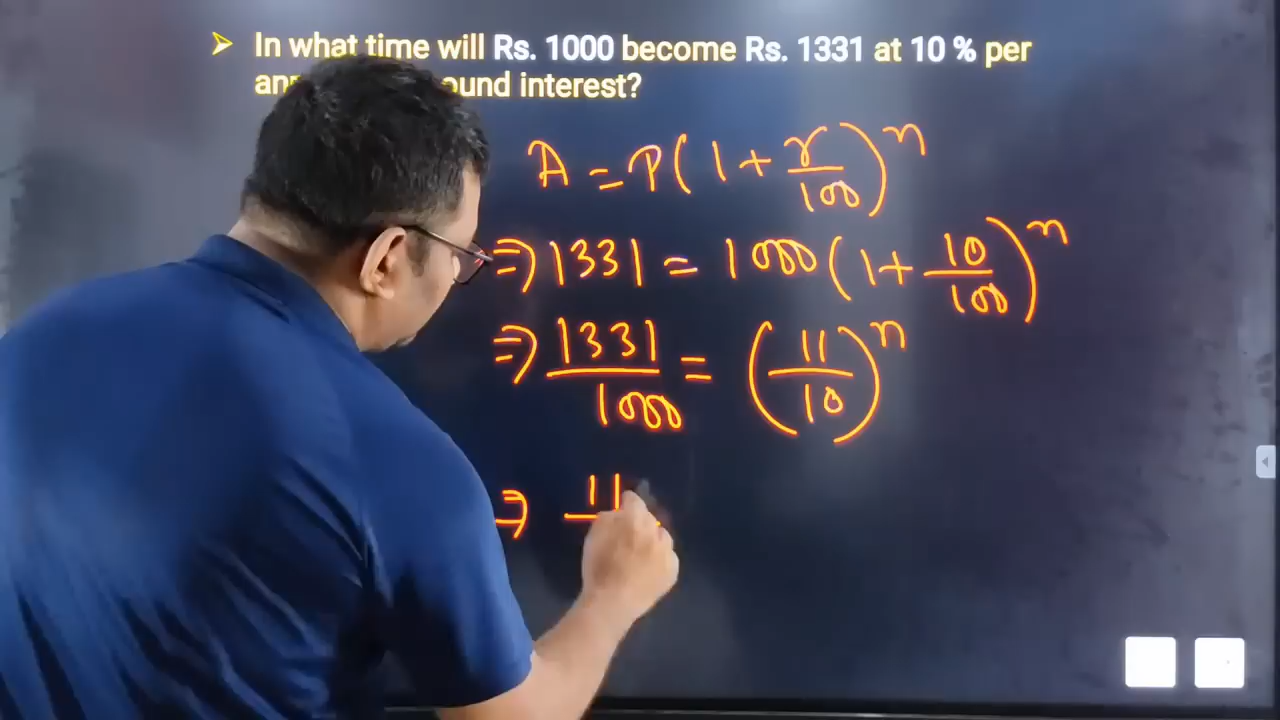 ➤ In what time will Rs. 1000 become Rs. 1331 at 10 % per
interest?
A = P(1 + r/100)^n
⇒ 1331 = 1000(1 + 10/100)^n
⇒ 1331/1000 = (11/10)^n
⇒ 11